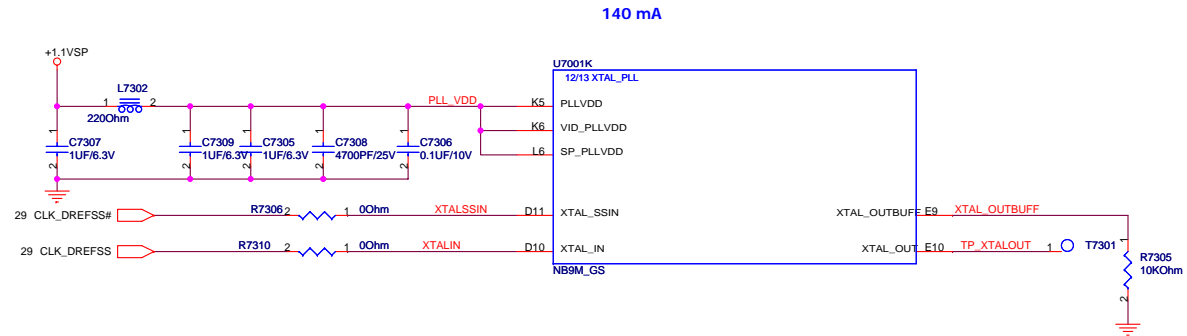 140 mA
+1.1VSP
U7001K
12/13 XTAL_PLL
L7302
1 2
220Ohm
PLL_VDD
K5 PLLVDD
K6 VID_PLLVDD
L6 SP_PLLVDD
1 1 1 1 1
C7307 C7309 C7305 C7308 C7306
1UF/6.3V 1UF/6.3V 1UF/6.3V 4700PF/25V 0.1UF/10V
2 2 2 2 2
29 CLK_DREFSS# R7306 2 1 0Ohm XTALSSIN D11 XTAL_SSIN
XTAL_OUTBUFF E9 XTAL_OUTBUFF
29 CLK_DREFSS R7310 2 1 0Ohm XTALIN D10 XTAL_IN
XTAL_OUT E10 TP_XTALOUT 1 T7301
NB9M_GS
1
R7305
10KOhm
2